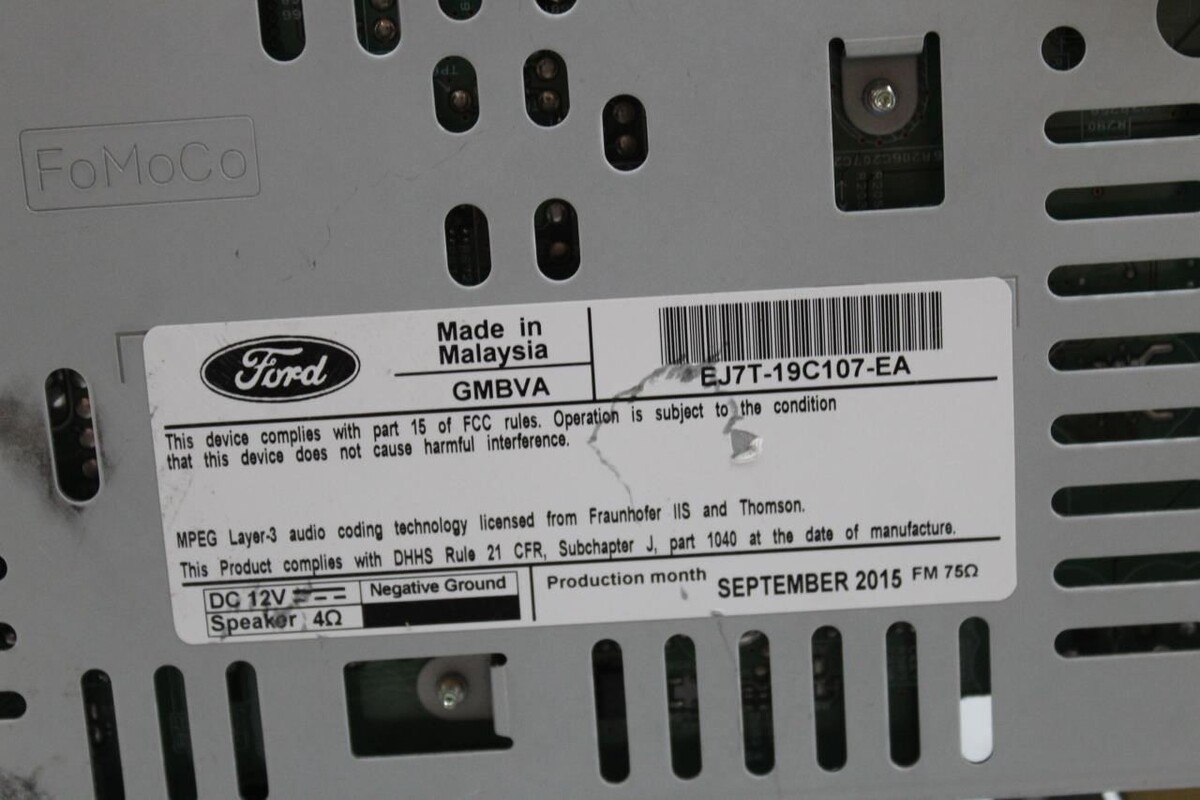 FoMoCo
Ford
Made in
Malaysia
GMBVA
EJ7T-19C107-EA
This device complies with part 15 of FCC rules. Operation is subject to the condition
that this device does not cause harmful interference.
MPEG Layer-3 audio coding technology licensed from Fraunhofer IIS and Thomson.
This Product complies with DHHS Rule 21 CFR, Subchapter J, part 1040 at the date of manufacture.
DC 12V
Negative Ground
Speaker 4Ω
Production month SEPTEMBER 2015 FM 75Ω
R290